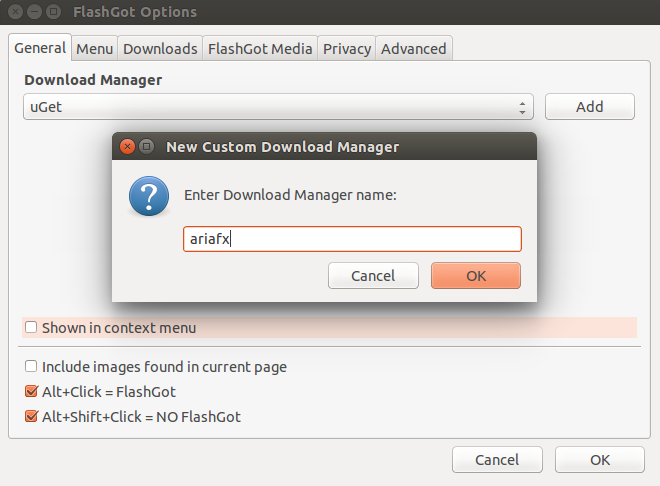 FlashGot Options
General Menu Downloads FlashGot Media Privacy Advanced
Download Manager
uGet Add
New Custom Download Manager
?
Enter Download Manager name:
ariafx
Cancel OK
Shown in context menu
Include images found in current page
Alt+Click = FlashGot
Alt+Shift+Click = NO FlashGot
Cancel OK